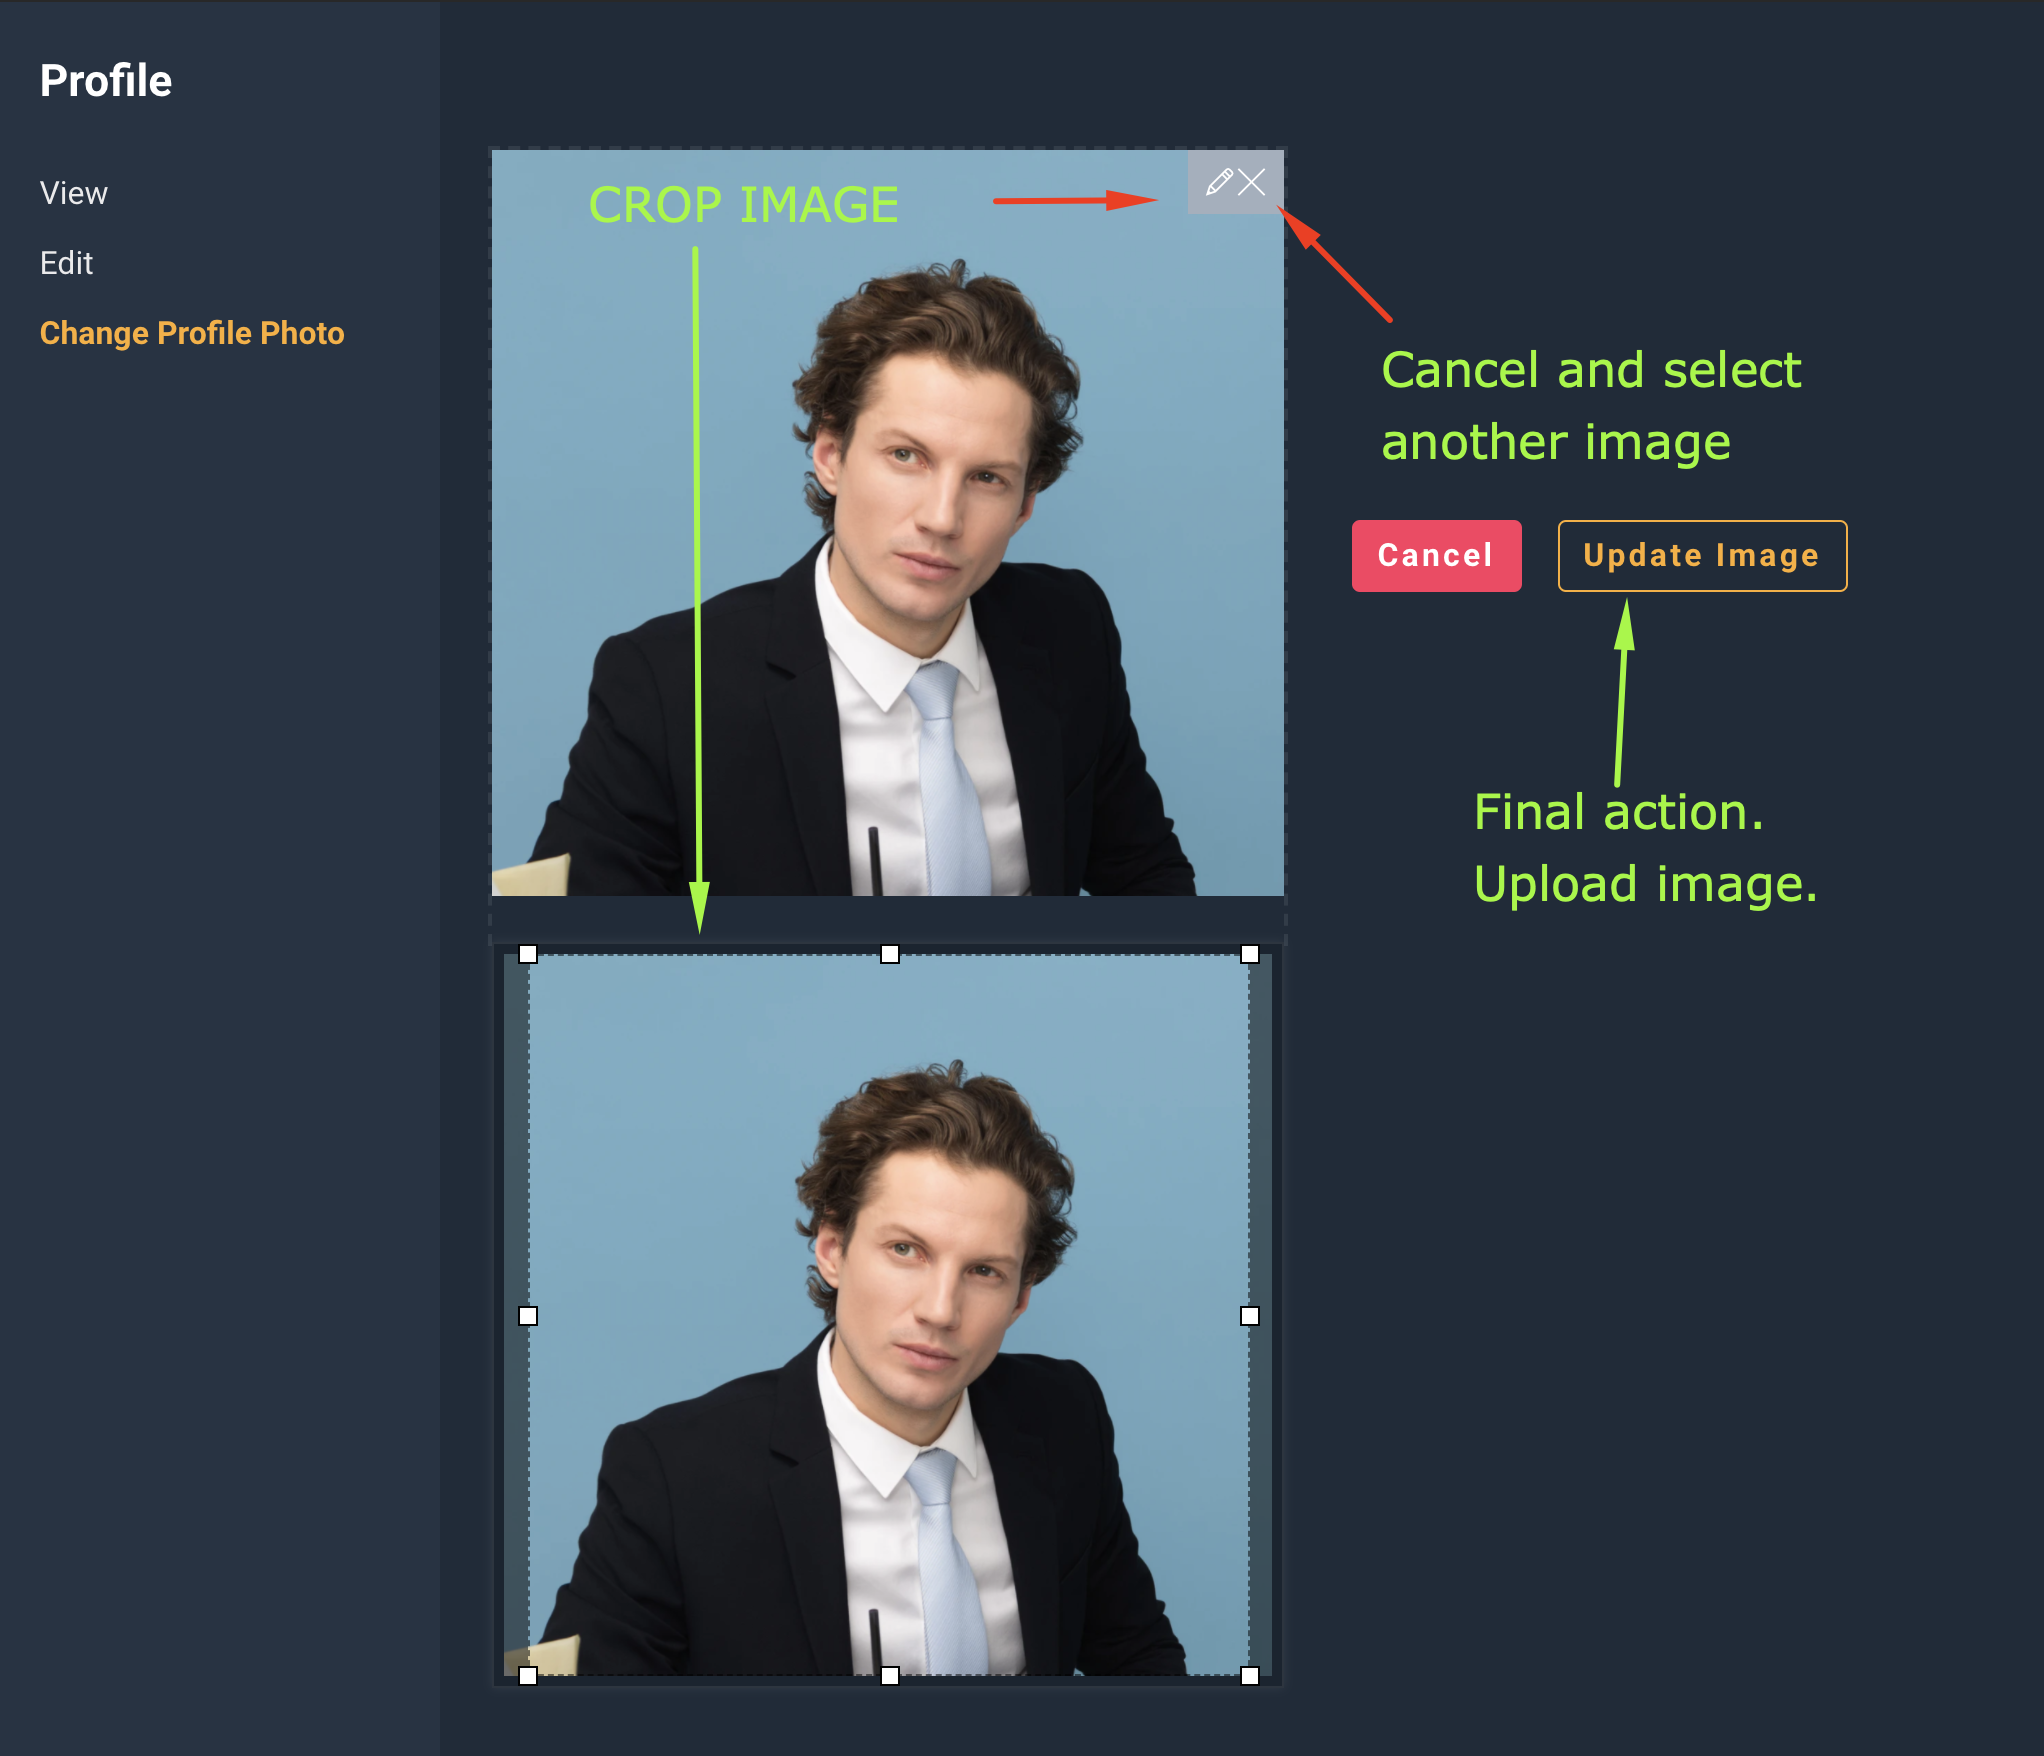 Profile
View
Edit
Change Profile Photo
CROP IMAGE
Cancel and select
another image
Cancel
Update Image
Final action.
Upload image.